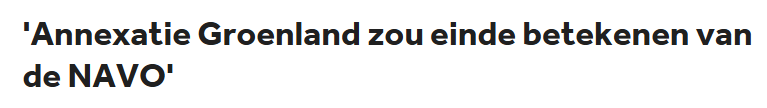 'Annexatie Groenland zou einde betekenen van
de NAVO'